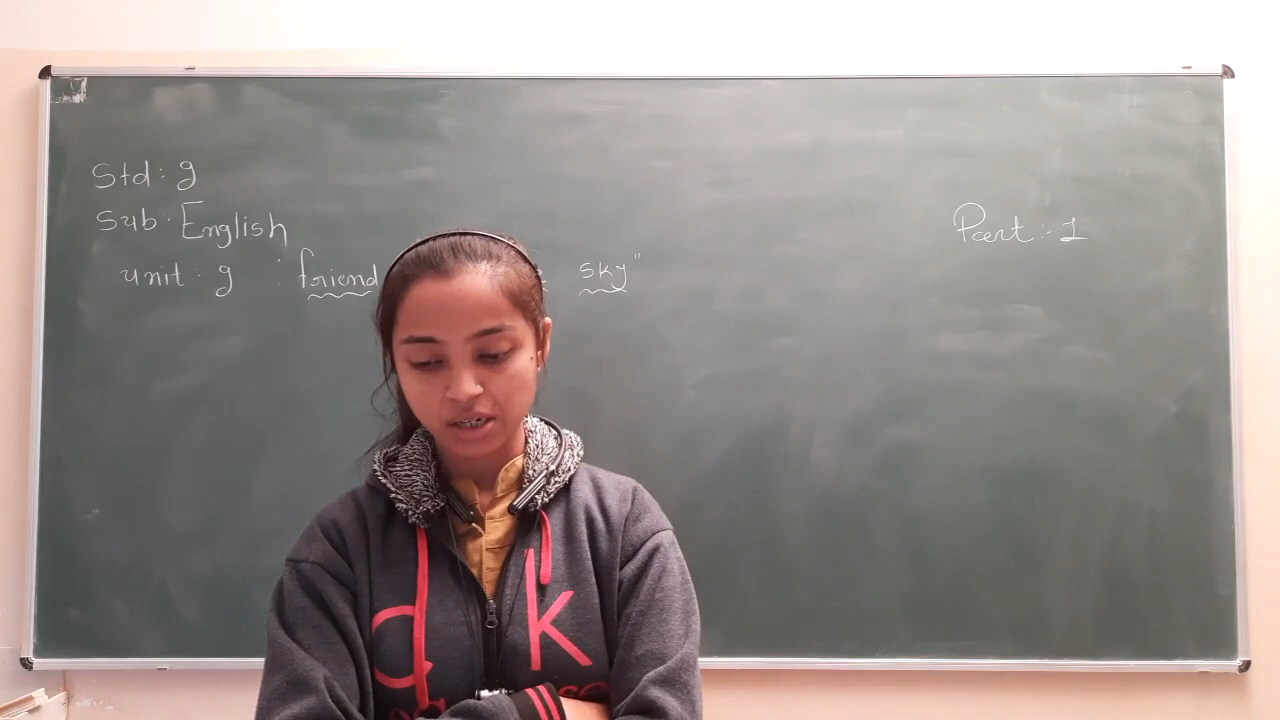 Std: 9
Sub: English
Part:- 1
unit: 9 : friend sky"
C K